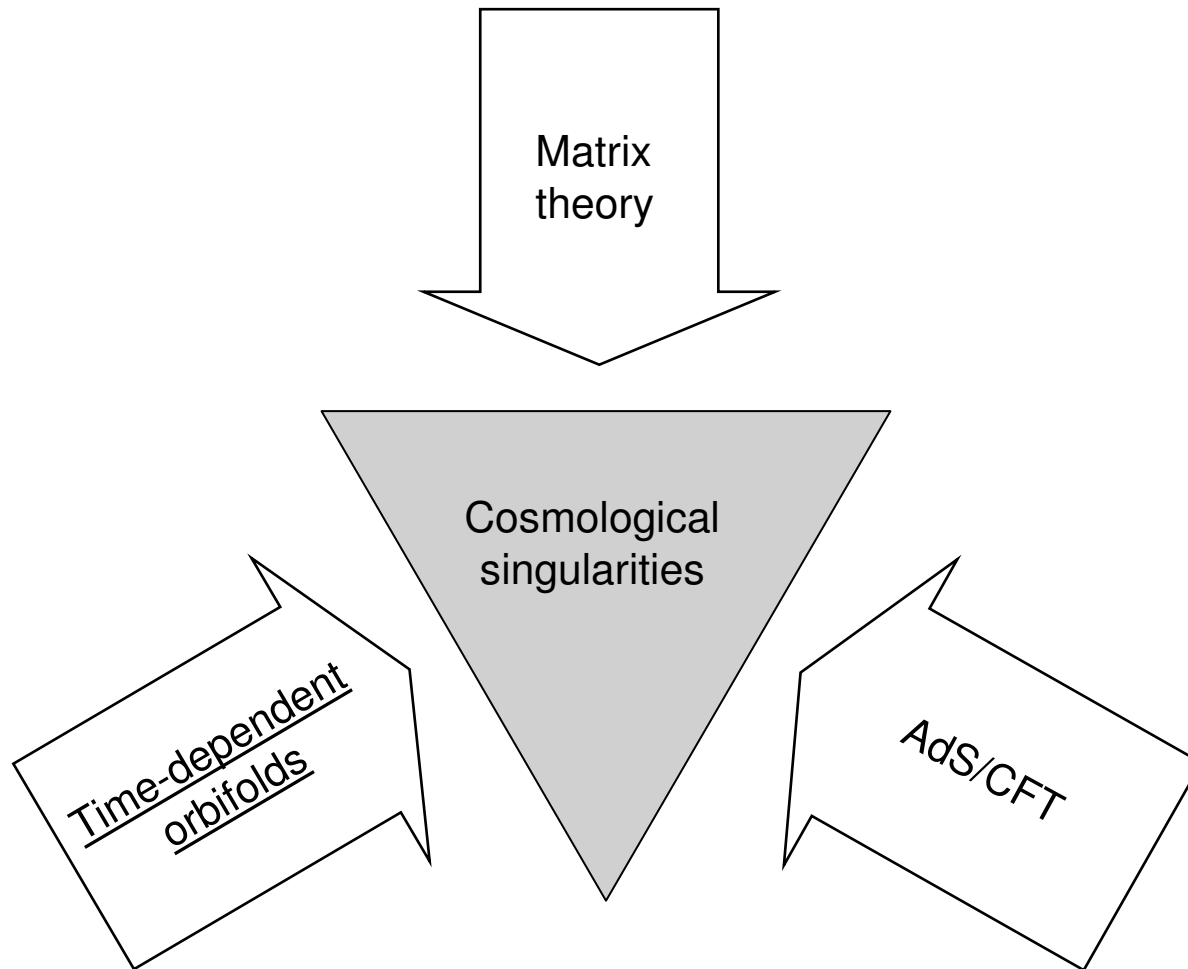 Matrix
theory
Cosmological
singularities
Time-dependent
orbifolds
AdS/CFT